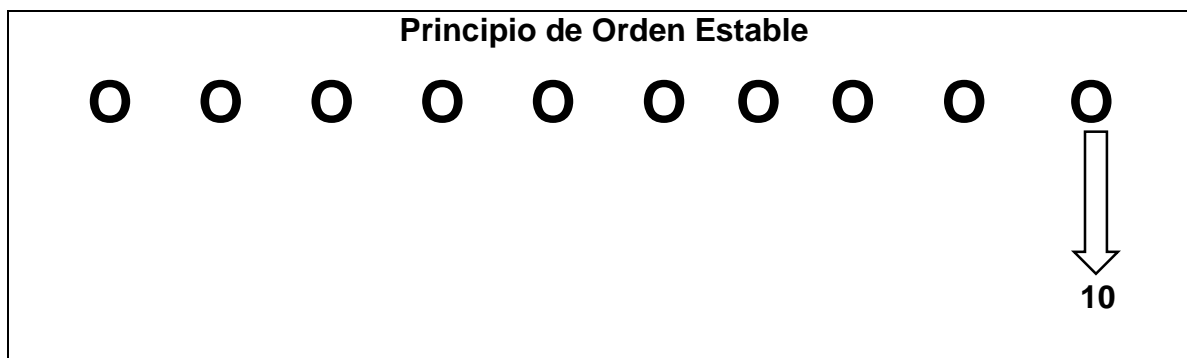 Principio de Orden Estable
O O O O O O O O O O
10